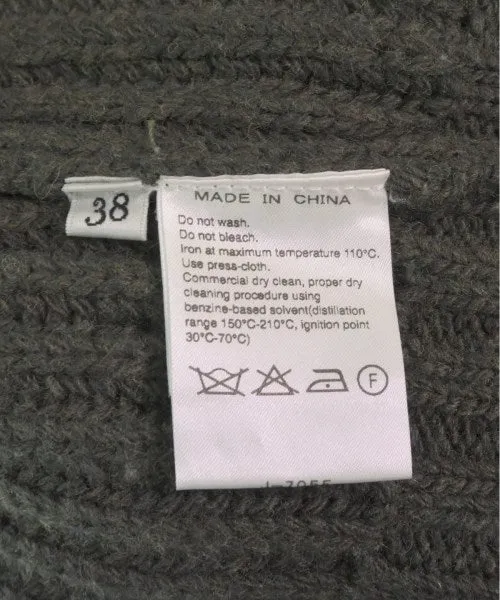 38
MADE IN CHINA
Do not wash.
Do not bleach.
Iron at maximum temperature 110°C.
Use press-cloth.
Commercial dry clean, proper dry
cleaning procedure using
benzine-based solvent(distillation
range 150°C-210°C, ignition point
30°C-70°C)
F